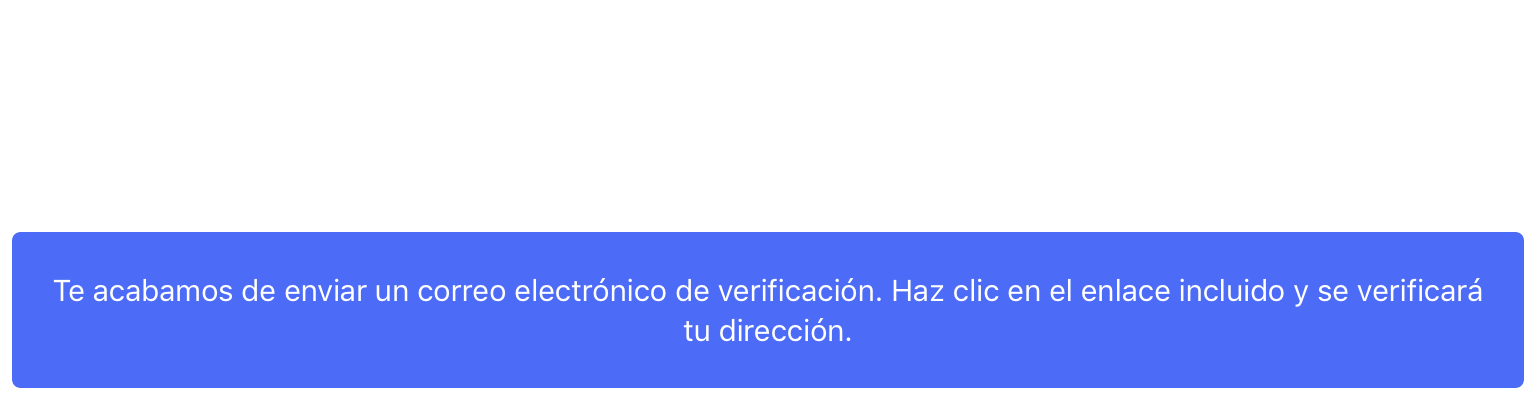 Te acabamos de enviar un correo electrónico de verificación. Haz clic en el enlace incluido y se verificará
tu dirección.